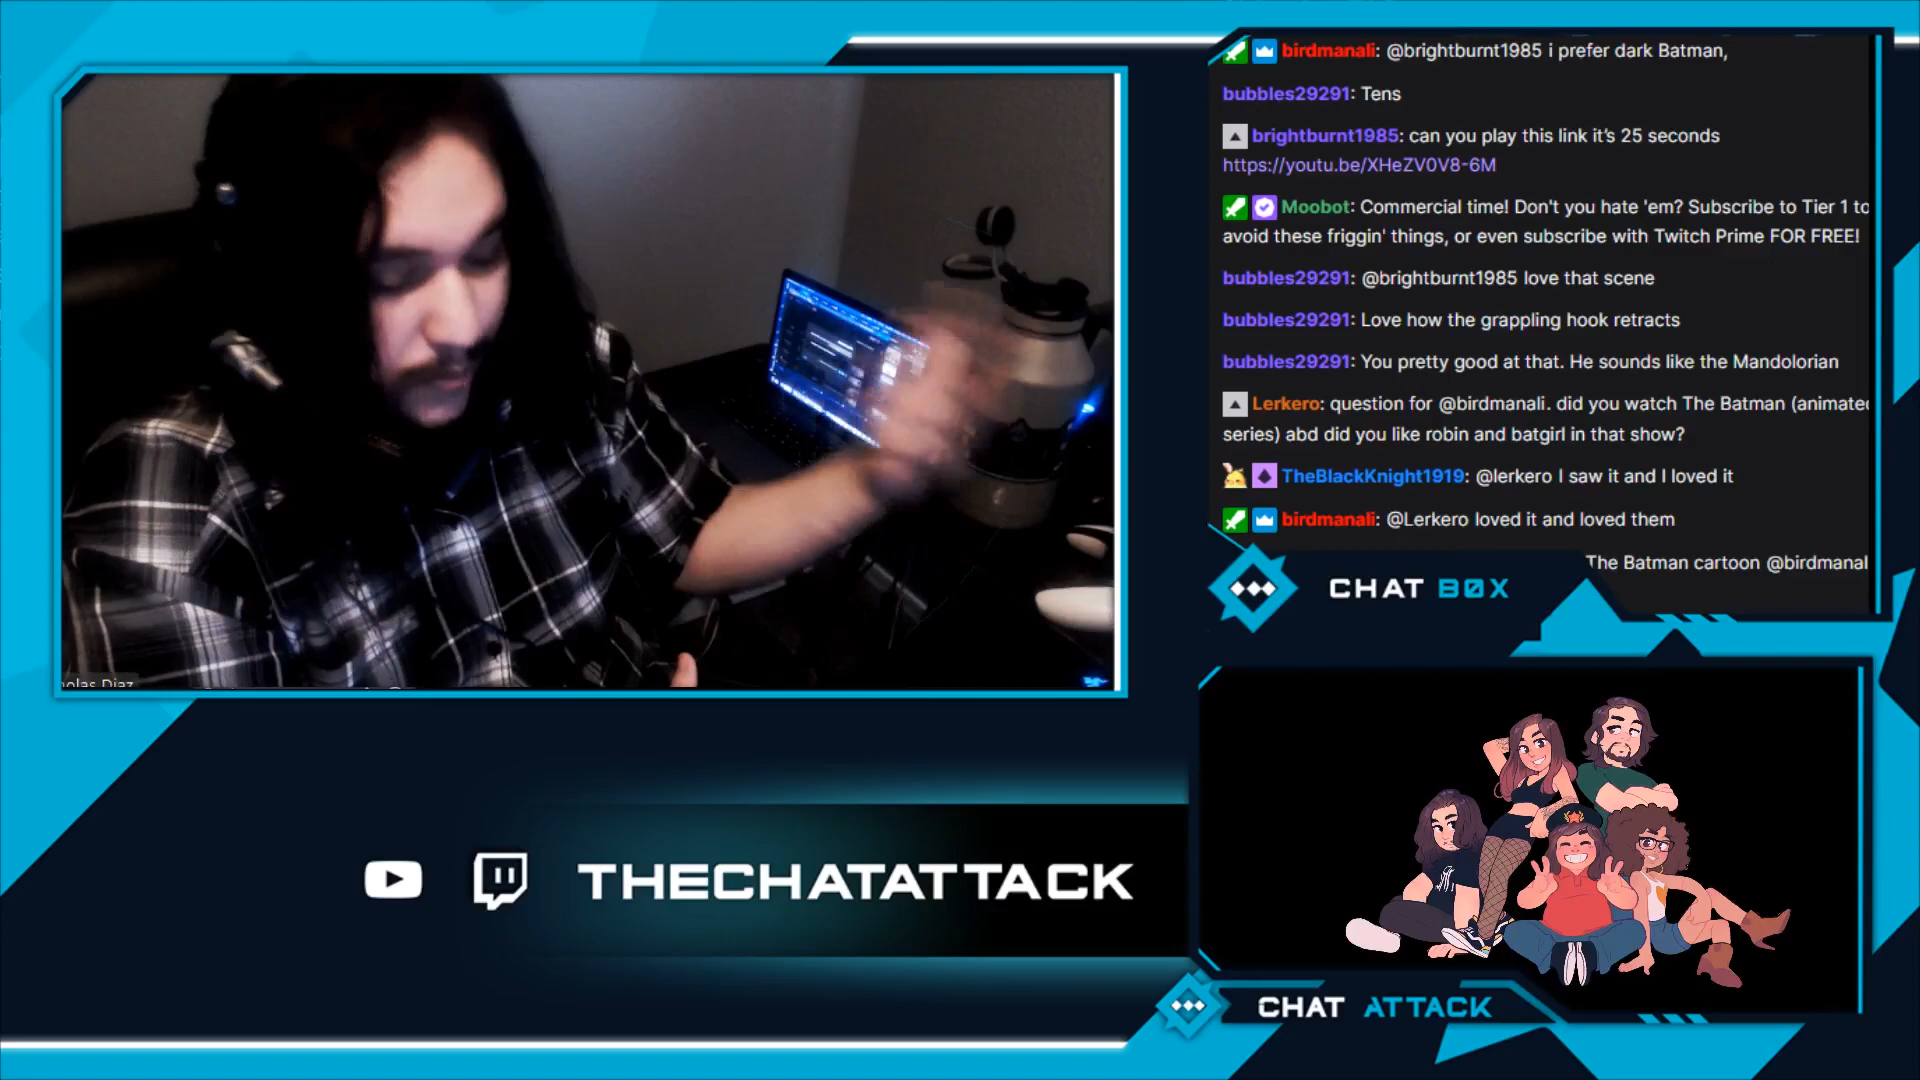 birdmanali: @brightburnt1985 i prefer dark Batman,
bubbles29291: Tens
brightburnt1985: can you play this link it's 25 seconds
https://youtu.be/XHeZV0V8-6M
Moobot: Commercial time! Don't you hate 'em? Subscribe to Tier 1 to
avoid these friggin' things, or even subscribe with Twitch Prime FOR FREE!
bubbles29291: @brightburnt1985 love that scene
bubbles29291: Love how the grappling hook retracts
bubbles29291: You pretty good at that. He sounds like the Mandolorian
Lerkero: question for @birdmanali. did you watch The Batman (animated
series) abd did you like robin and batgirl in that show?
TheBlackKnight1919: @lerkero I saw it and I loved it
birdmanali: @Lerkero loved it and loved them
The Batman cartoon @birdmanal
CHAT B0X
olas Diaz
THECHATATTACK
CHAT ATTACK